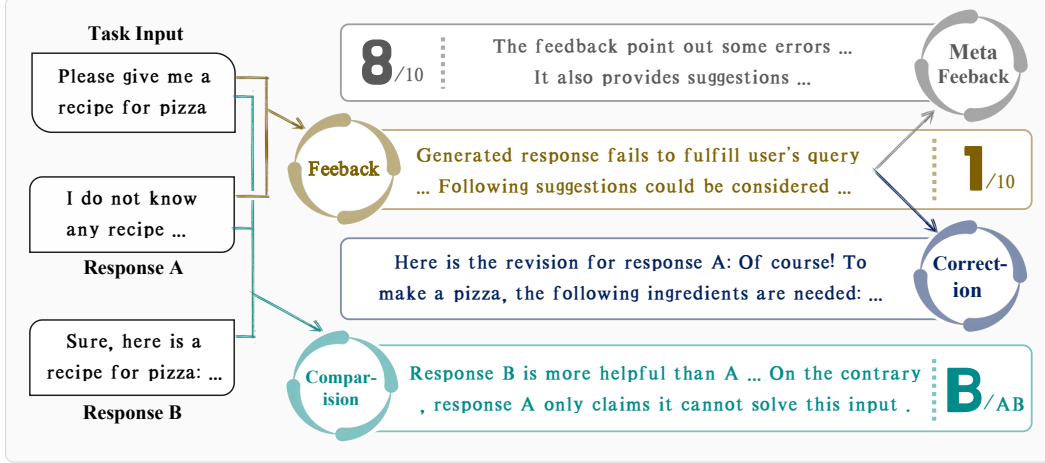 Task Input
Please give me a
recipe for pizza
I do not know
any recipe ...
Response A
Sure, here is a
recipe for pizza: ...
Response B
8/10
The feedback point out some errors ...
It also provides suggestions ...
Meta
Feeback
Feeback
Generated response fails to fulfill user's query
... Following suggestions could be considered ...
1/10
Here is the revision for response A: Of course! To
make a pizza, the following ingredients are needed: ...
Correct-
ion
Compar-
ision
Response B is more helpful than A ... On the contrary
, response A only claims it cannot solve this input .
B/AB